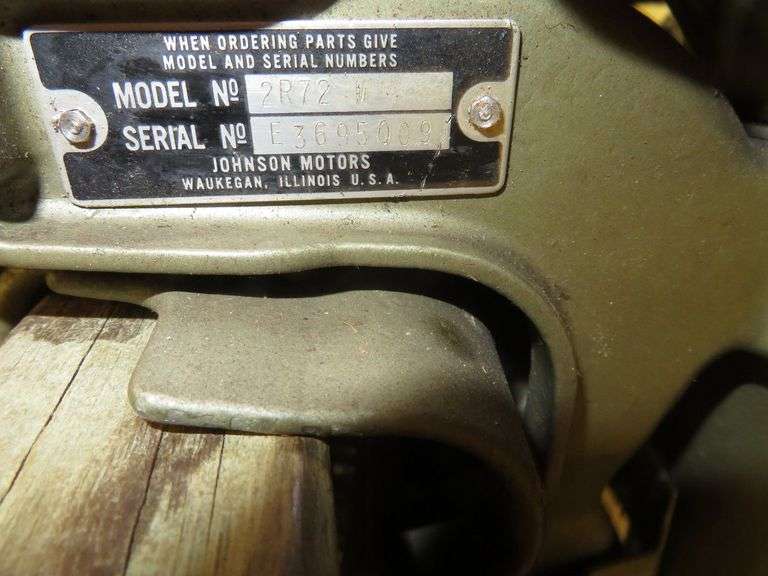 WHEN ORDERING PARTS GIVE
MODEL AND SERIAL NUMBERS
MODEL Nº 2R72 M
SERIAL Nº E3695009
JOHNSON MOTORS
WAUKEGAN, ILLINOIS U.S.A.